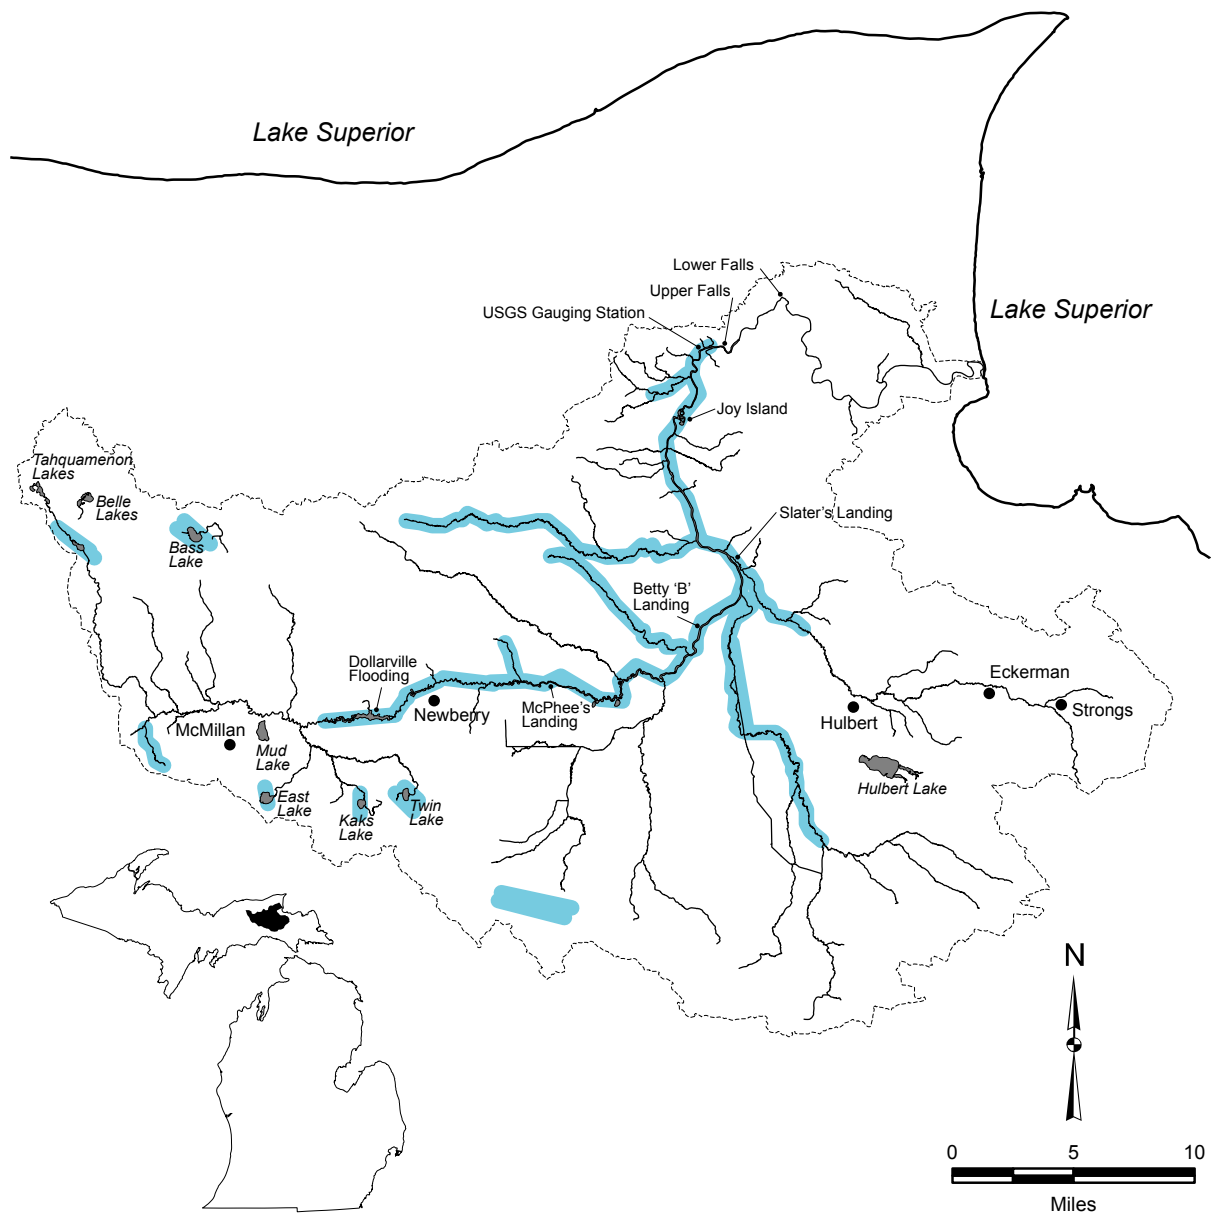 Lake Superior
Lower Falls
Upper Falls
USGS Gauging Station
Lake Superior
Joy Island
Tahquamenon
Lakes
Belle
Lakes
Bass
Lake
Slater's Landing
Betty 'B'
Landing
Dollarville
Flooding
Newberry
McPhee's
Landing
Eckerman
Strongs
Hulbert
Hulbert Lake
McMillan
Mud
Lake
East
Lake
Kaks
Lake
Twin
Lake
N
0 5 10
Miles